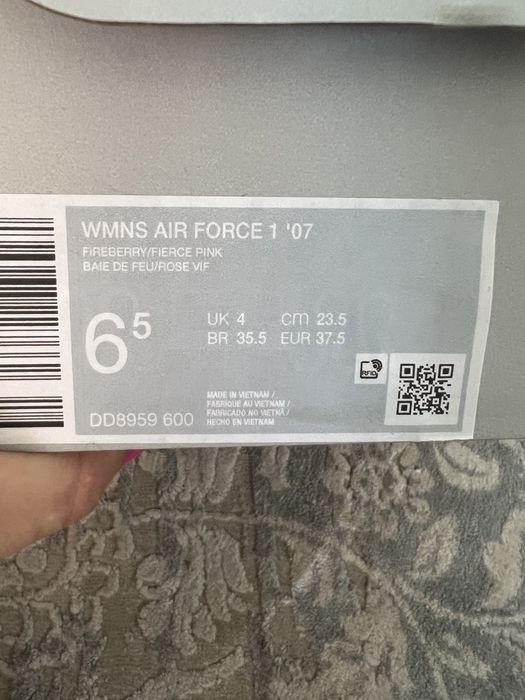 WMNS AIR FORCE 1 '07
FIREBERRY/FIERCE PINK
BAIE DE FEU/ROSE VIF
6⁵
UK 4 cm 23.5
BR 35.5 EUR 37.5
RFID
MADE IN VIETNAM /
FABRIQUE AU VIETNAM /
FABRICADO NO VIETNÃ /
HECHO EN VIETNAM
DD8959 600